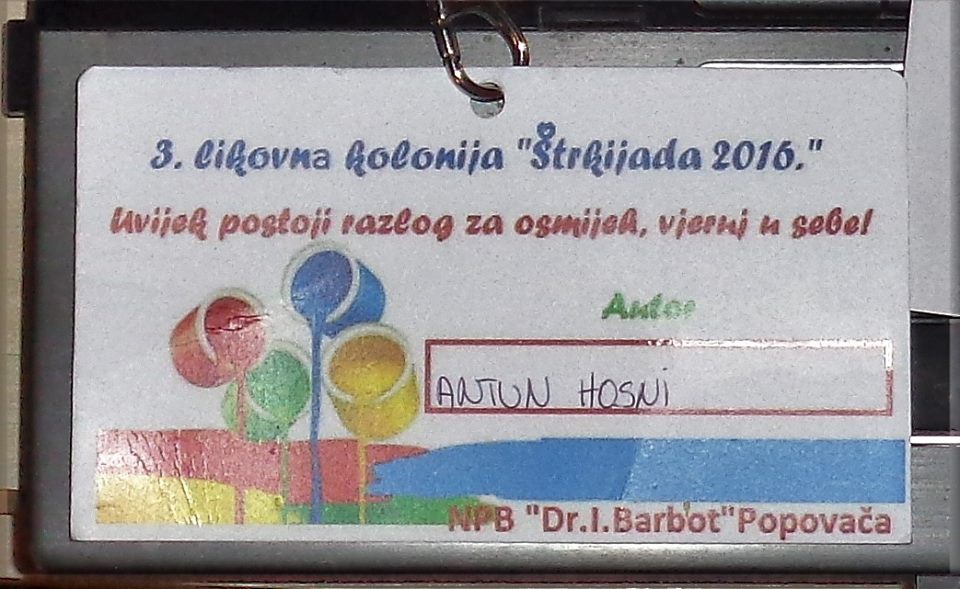 3. likovna kolonija "Štrkijada 2016."
Uvijek postoji razlog za osmijeh, vjeruj u sebe!
Autor
ANTUN HOSNI
NPB "Dr.I.Barbot"Popovača